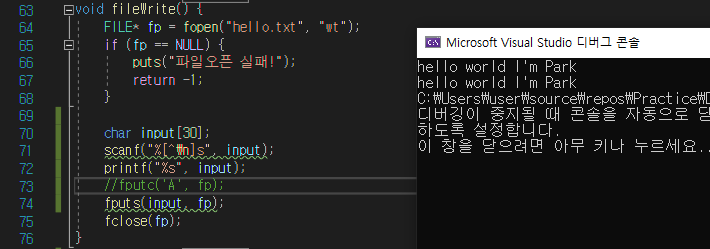 63 void fileWrite() {
64 FILE* fp = fopen("hello.txt", "wt");
65 if (fp == NULL) {
66 puts("파일오픈 실패!");
67 return -1;
68 }
69
70 char input[30];
71 scanf("%[^₩n]s", input);
72 printf("%s", input);
73 //fputc('A', fp);
74 fputs(input, fp);
75 fclose(fp);
76 }
Microsoft Visual Studio 디버그 콘솔
hello world I'm Park
hello world I'm Park
C:₩Users₩user₩source₩repos₩Practice₩D
디버깅이 중지될 때 콘솔을 자동으로 닫
하도록 설정합니다.
이 창을 닫으려면 아무 키나 누르세요..